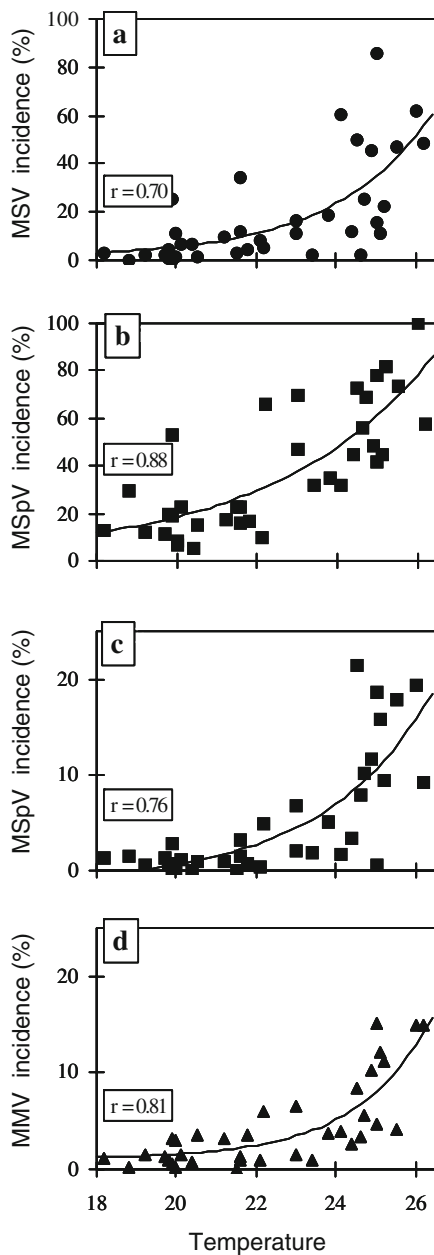 a
MSV incidence (%)
100
80
60
40
20
0
r = 0.70
b
MSpV incidence (%)
100
80
60
40
20
0
r = 0.88
c
MSpV incidence (%)
20
10
0
r = 0.76
d
MMV incidence (%)
20
10
0
r = 0.81
18 20 22 24 26
Temperature